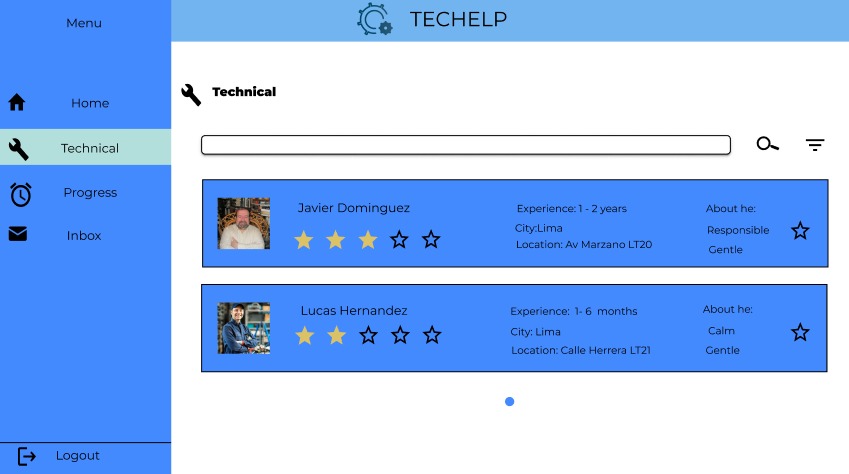 Menu
TECHELP
Home
Technical
Progress
Inbox
Logout
Technical
Javier Dominguez
Experience: 1 - 2 years
City:Lima
Location: Av Marzano LT20
About he:
Responsible
Gentle
Lucas Hernandez
Experience: 1- 6 months
City: Lima
Location: Calle Herrera LT21
About he:
Calm
Gentle